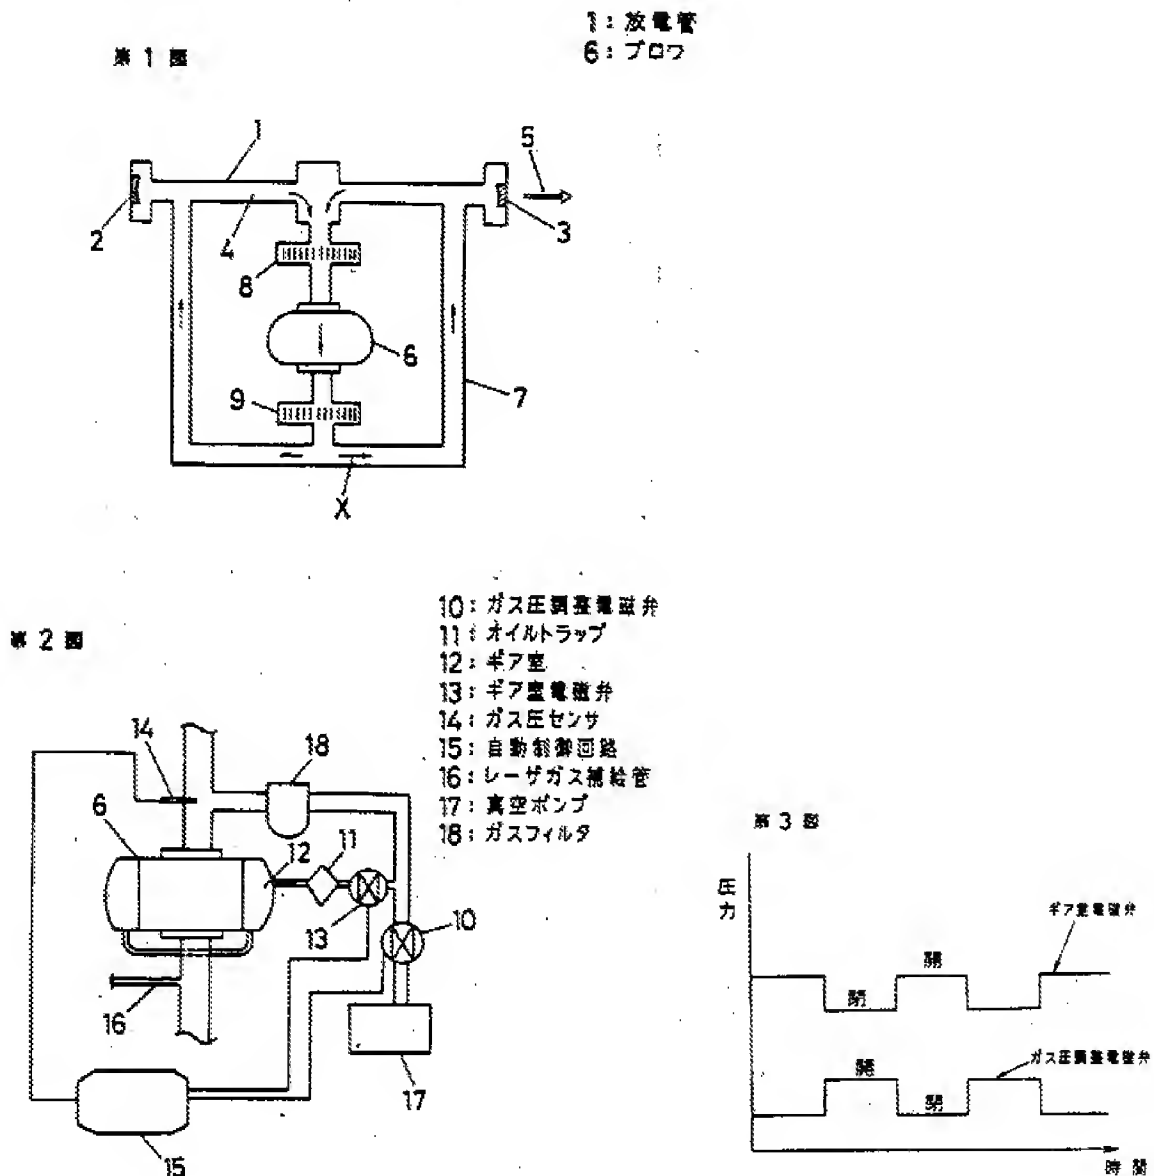 1: 放電管
6: ブロワ
第 1 図
1
5
2
4
3
8
6
9
7
X
第 2 図
10: ガス圧調整電磁弁
11: オイルトラップ
12: ギア室
13: ギア室電磁弁
14: ガス圧センサ
15: 自動制御回路
16: レーザガス補給管
17: 真空ポンプ
18: ガスフィルタ
14
18
6
12
11
13
10
16
17
15
第 3 図
圧力
ギア室電磁弁
開
閉
ガス圧調整電磁弁
開
閉
時間